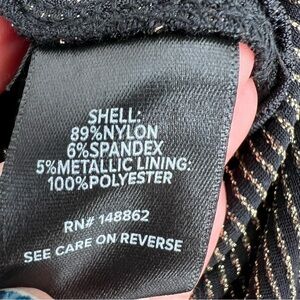 SHELL:
89%NYLON
6%SPANDEX
5%METALLIC LINING:
100%POLYESTER
RN# 148862
SEE CARE ON REVERSE